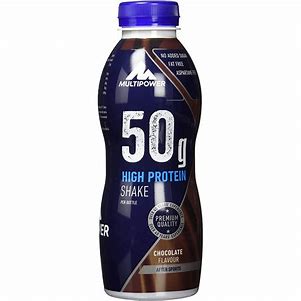 NO ADDED SUGAR
FAT FREE
ASPARTAME
MULTIPOWER
50g
HIGH PROTEIN
SHAKE
PER BOTTLE
PREMIUM
QUALITY
CHOCOLATE
FLAVOUR
AFTER SPORTS